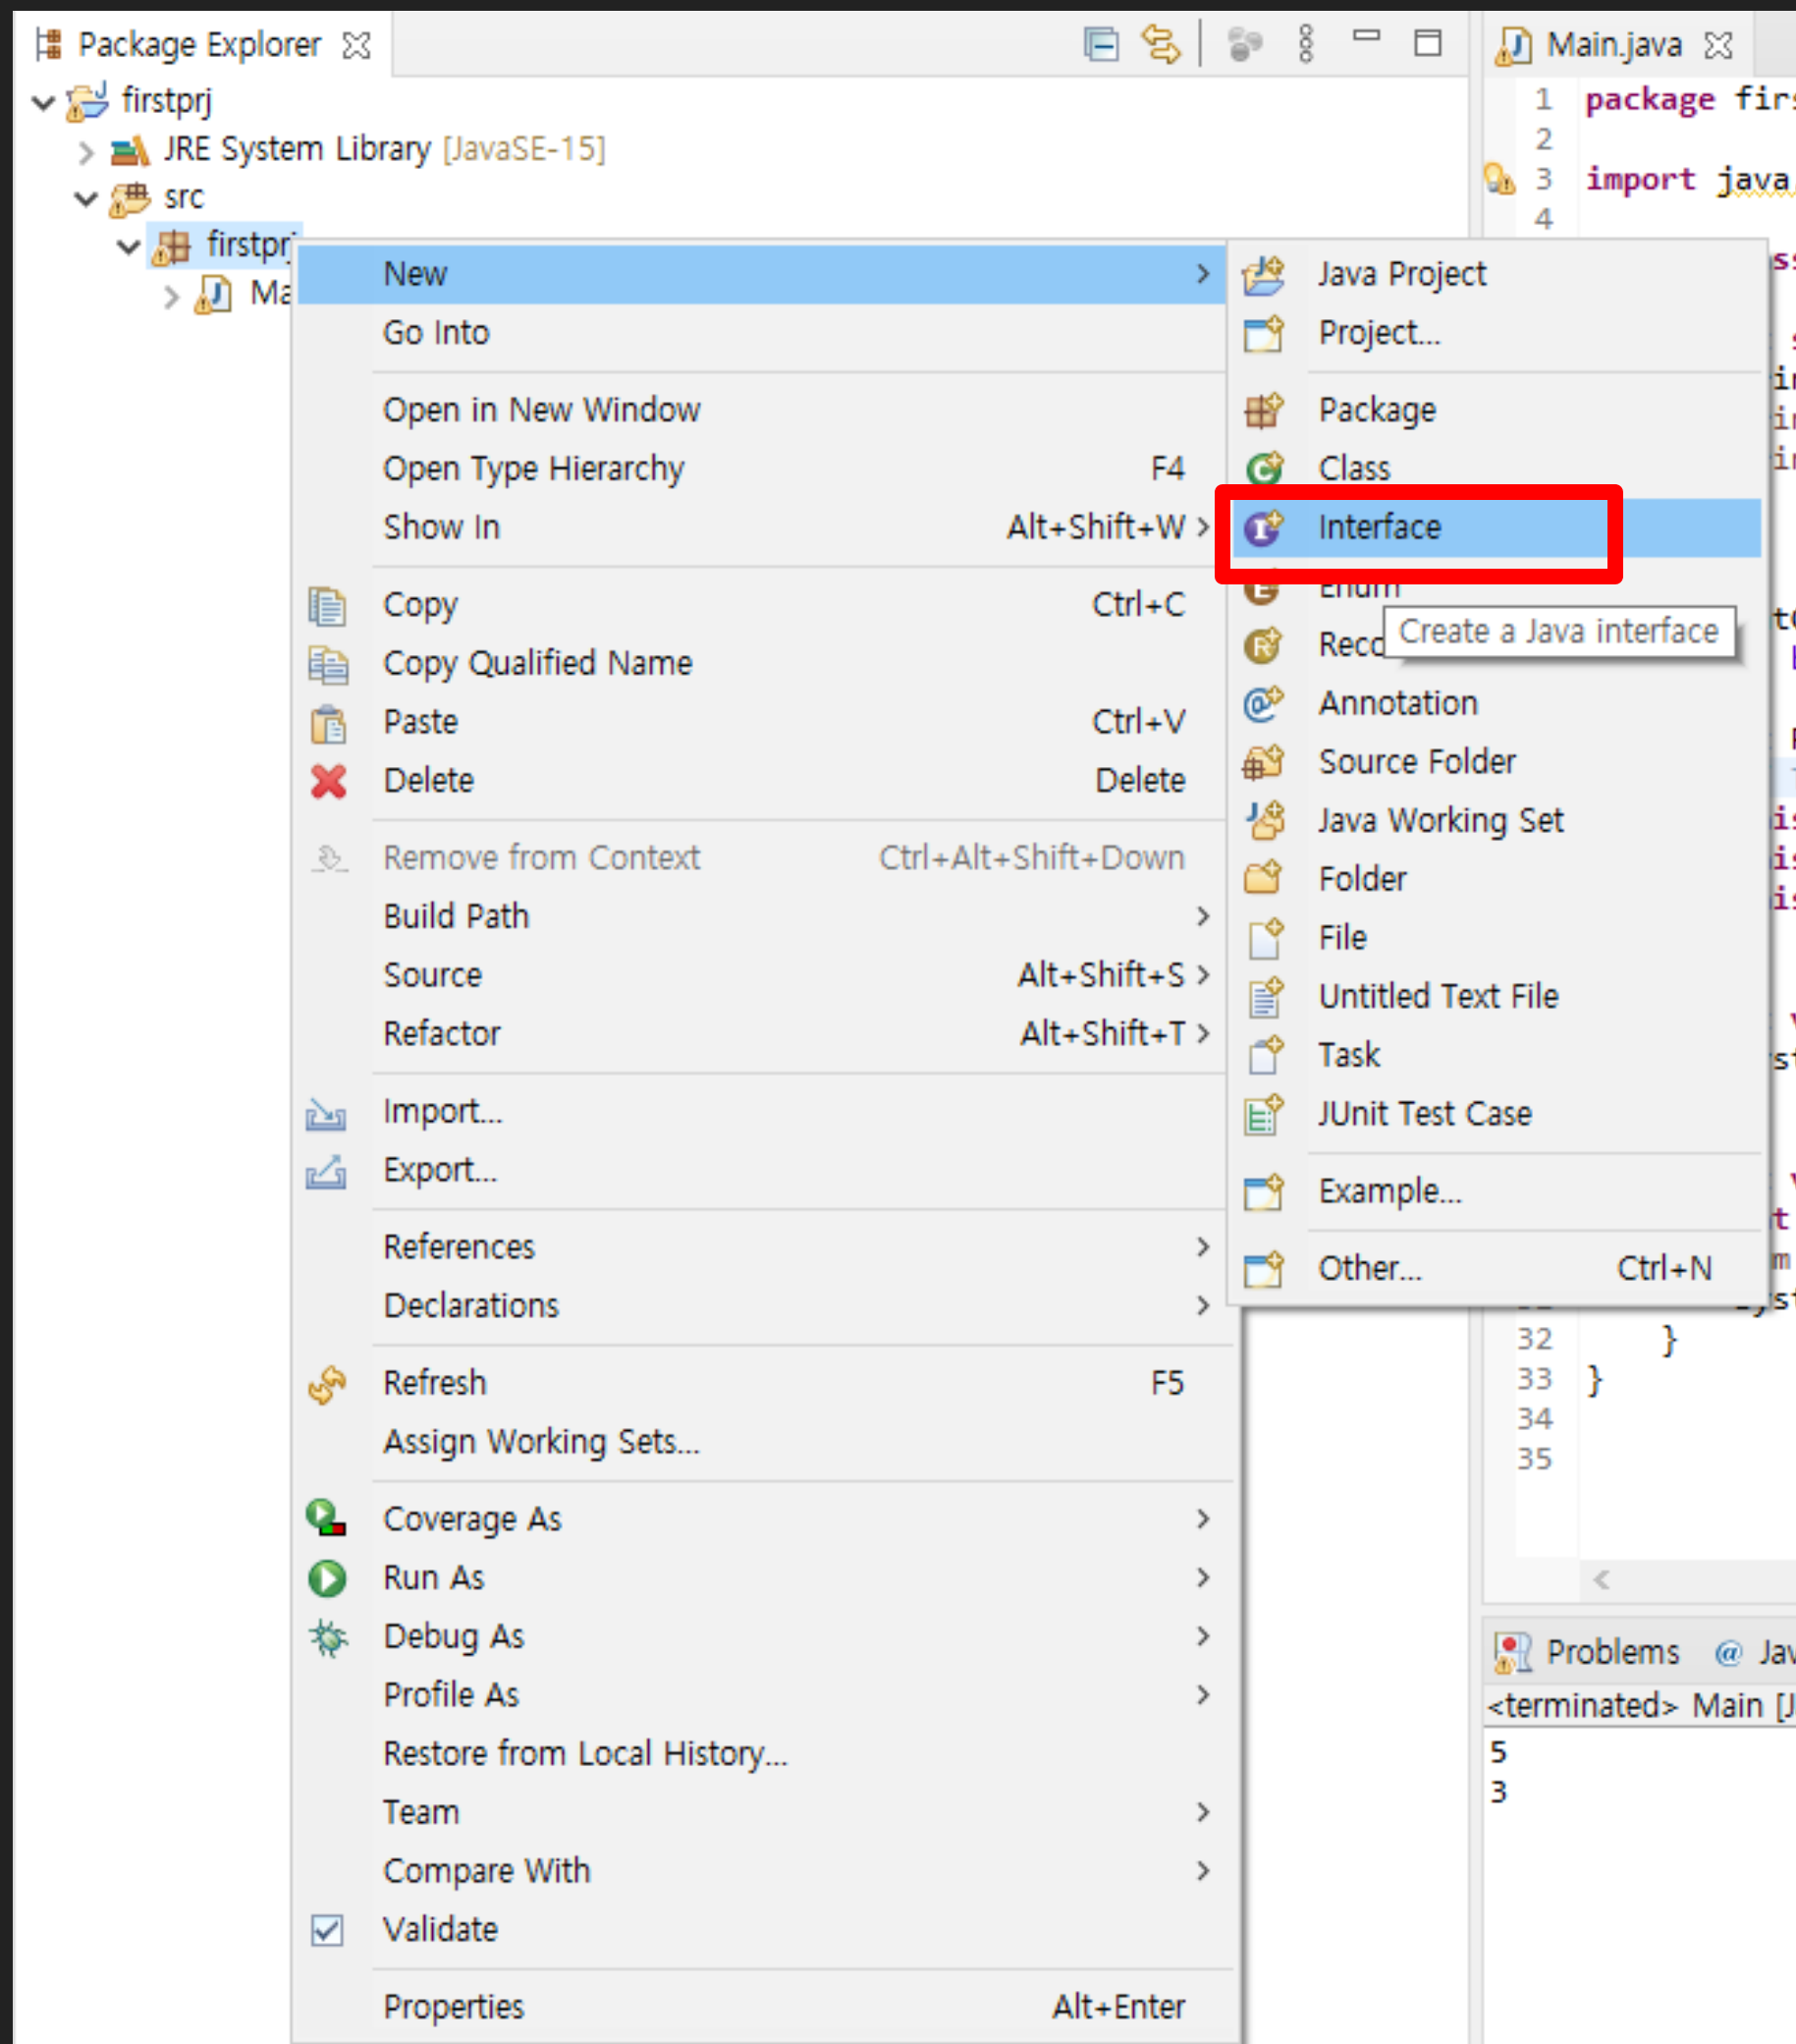 Package Explorer
firstprj
JRE System Library [JavaSE-15]
src
firstprj
New
Go Into
Open in New Window
Open Type Hierarchy F4
Show In Alt+Shift+W
Copy Ctrl+C
Copy Qualified Name
Paste Ctrl+V
Delete Delete
Remove from Context Ctrl+Alt+Shift+Down
Build Path
Source Alt+Shift+S
Refactor Alt+Shift+T
Import...
Export...
References
Declarations
Refresh F5
Assign Working Sets...
Coverage As
Run As
Debug As
Profile As
Restore from Local History...
Team
Compare With
Validate
Properties Alt+Enter
Java Project
Project...
Package
Class
Interface
Enum
Create a Java interface
Annotation
Source Folder
Java Working Set
Folder
File
Untitled Text File
Task
JUnit Test Case
Example...
Other... Ctrl+N
Main.java
1 package
2
3 import java
4
32 }
33 }
34
35
Problems @
<terminated> Main
5
3